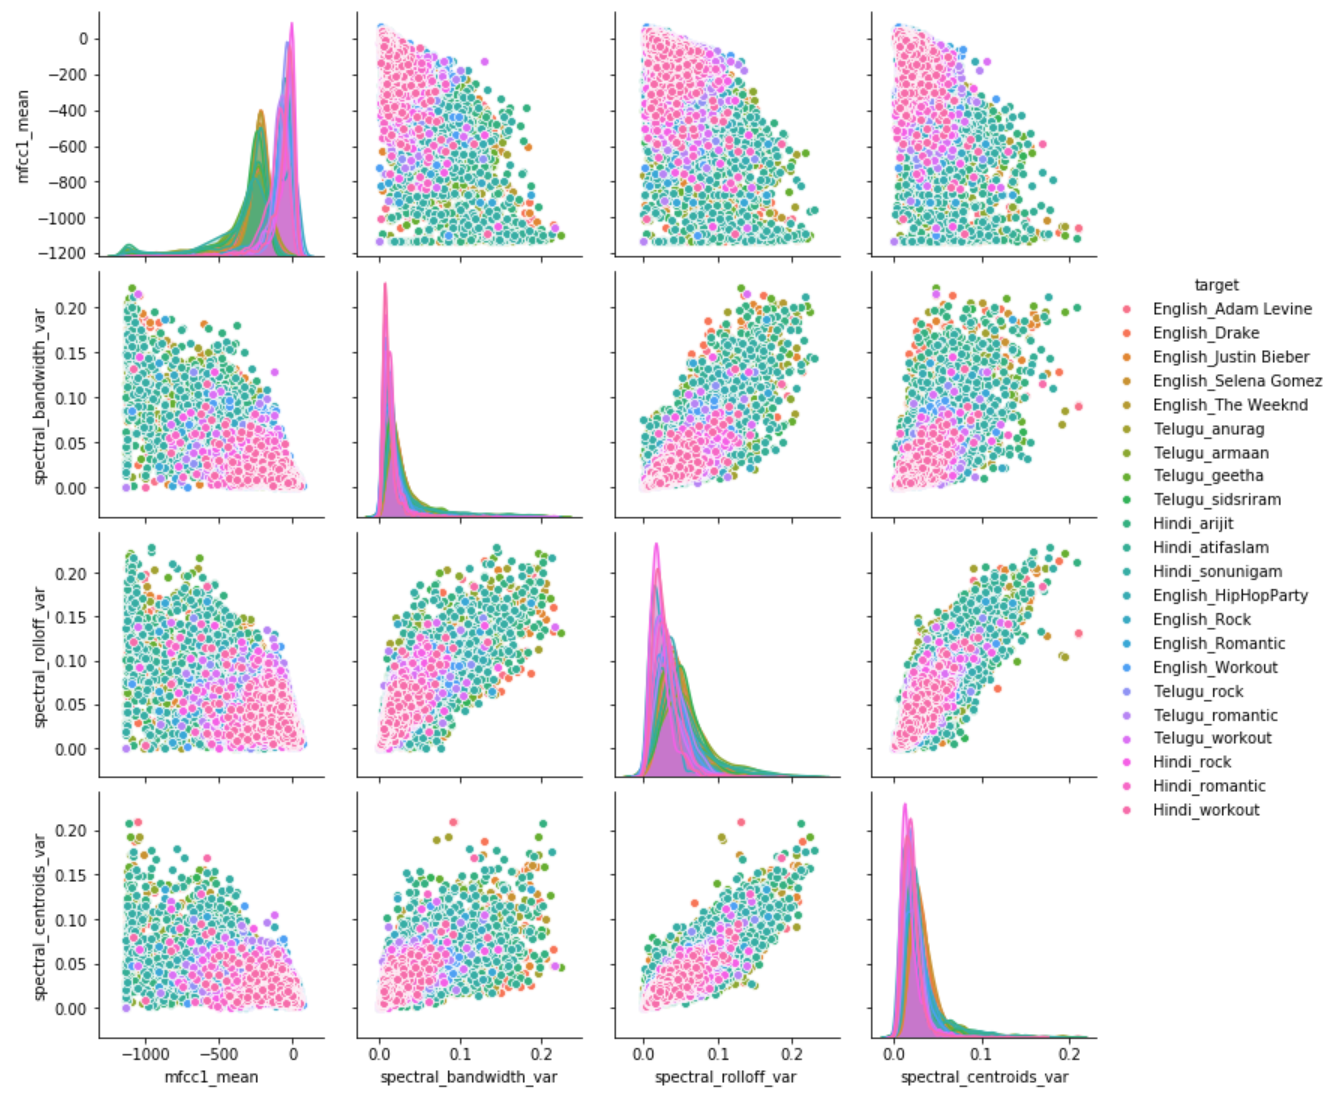 mfcc1_mean
0
−200
−400
−600
−800
−1000
−1200
spectral_bandwidth_var
0.20
0.15
0.10
0.05
0.00
spectral_rolloff_var
0.20
0.15
0.10
0.05
0.00
spectral_centroids_var
0.20
0.15
0.10
0.05
0.00
−1000 −500 0
mfcc1_mean
0.0 0.1 0.2
spectral_bandwidth_var
0.0 0.1 0.2
spectral_rolloff_var
0.0 0.1 0.2
spectral_centroids_var
target
English_Adam Levine
English_Drake
English_Justin Bieber
English_Selena Gomez
English_The Weeknd
Telugu_anurag
Telugu_armaan
Telugu_geetha
Telugu_sidsriram
Hindi_arijit
Hindi_atifaslam
Hindi_sonunigam
English_HipHopParty
English_Rock
English_Romantic
English_Workout
Telugu_rock
Telugu_romantic
Telugu_workout
Hindi_rock
Hindi_romantic
Hindi_workout